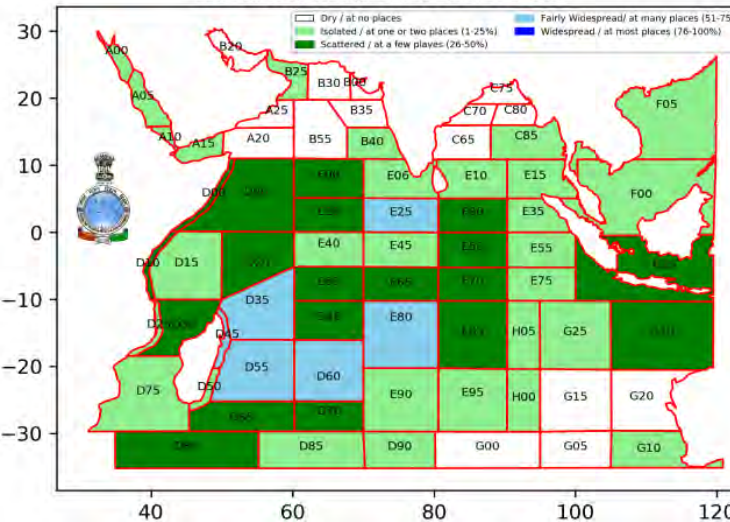 Dry / at no places
Isolated / at one or two places (1-25%)
Scattered / at a few playes (26-50%)
Fairly Widespread/ at many places (51-75
Widespread / at most places (76-100%)
30
20
10
0
−10
−20
−30
40
60
80
100
120
A00
B20
B25
B30
C75
A05
A25
B35
C70
C80
F05
A10
A15
A20
B55
B40
C65
C85
D00
E06
E10
E15
F00
E25
E35
D10
D15
E40
E45
E55
E65
E70
E75
D35
E80
D45
H05
G25
D55
D60
D75
D50
E90
E95
H00
G15
G20
D85
D90
G00
G05
G10